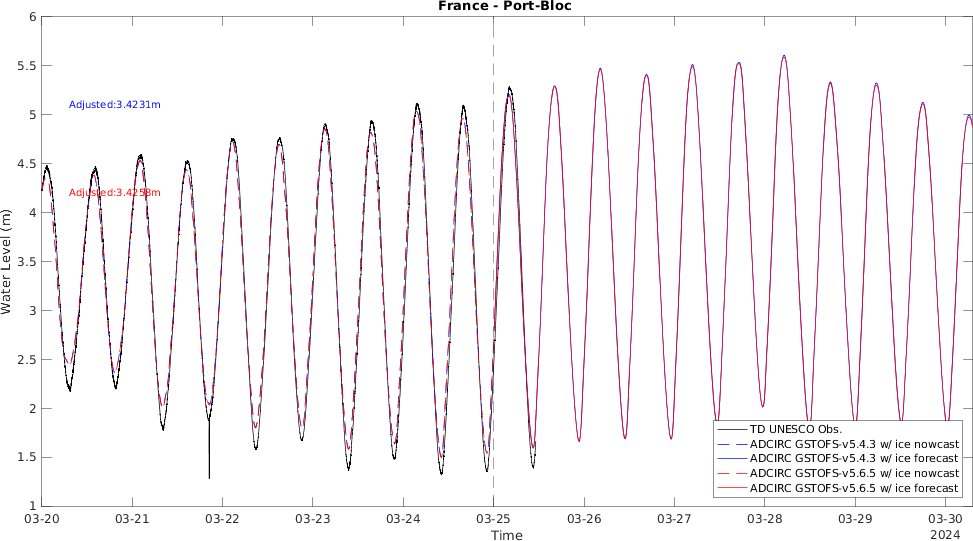 France - Port-Bloc
6
5.5
5
4.5
4
3.5
3
2.5
2
1.5
1
Water Level (m)
Adjusted:3.4231m
Adjusted:3.4258m
TD UNESCO Obs.
ADCIRC GSTOFS-v5.4.3 w/ ice nowcast
ADCIRC GSTOFS-v5.4.3 w/ ice forecast
ADCIRC GSTOFS-v5.6.5 w/ ice nowcast
ADCIRC GSTOFS-v5.6.5 w/ ice forecast
03-20 03-21 03-22 03-23 03-24 03-25 03-26 03-27 03-28 03-29 03-30
Time
2024